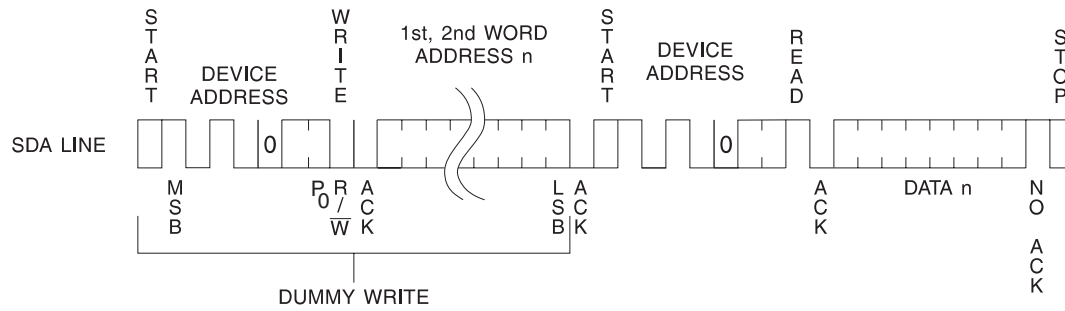 START
WRITE
1st, 2nd WORD
ADDRESS n
START
DEVICE
ADDRESS
READ
STOP
DEVICE
ADDRESS
SDA LINE
0
0
MSB
P0
R/W
ACK
LSB
ACK
ACK
DATA n
NO ACK
DUMMY WRITE